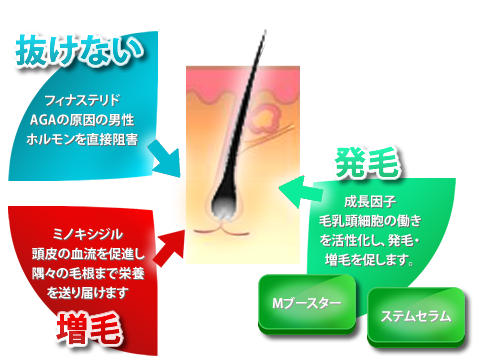 抜けない
フィナステリド
AGAの原因の男性
ホルモンを直接阻害
発毛
成長因子
毛乳頭細胞の働き
を活性化し、発毛・
増毛を促します。
ミノキシジル
頭皮の血流を促進し
隅々の毛根まで栄養
を送り届けます
増毛
Mブースター
ステムセラム